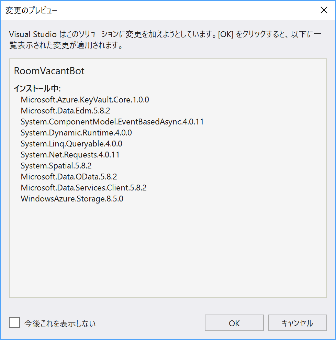 変更のプレビュー
Visual Studio はこのソリューションに変更を加えようとしています。[OK] をクリックすると、以下に一
覧表示された変更が適用されます。
RoomVacantBot
インストール中:
Microsoft.Azure.KeyVault.Core.1.0.0
Microsoft.Data.Edm.5.8.2
System.ComponentModel.EventBasedAsync.4.0.11
System.Dynamic.Runtime.4.0.0
System.Linq.Queryable.4.0.0
System.Net.Requests.4.0.11
System.Spatial.5.8.2
Microsoft.Data.OData.5.8.2
Microsoft.Data.Services.Client.5.8.2
WindowsAzure.Storage.8.5.0
今後これを表示しない
OK
キャンセル